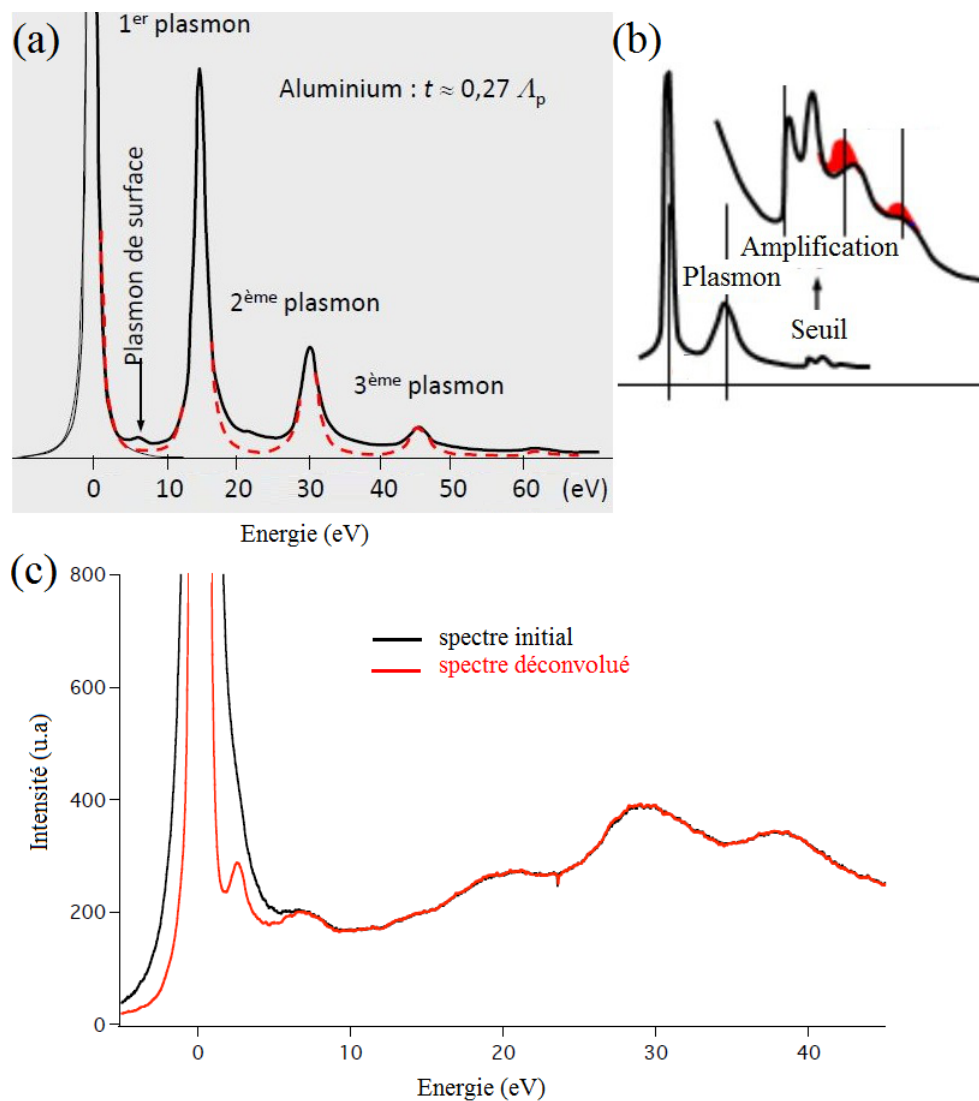 (a)
1er plasmon
Aluminium : t ≈ 0,27 Λp
Plasmon de surface
2ème plasmon
3ème plasmon
0 10 20 30 40 50 60 (eV)
Energie (eV)
(b)
Amplification
Plasmon
Seuil
(c)
800
600
400
200
0
Intensité (u.a)
spectre initial
spectre déconvolué
0 10 20 30 40
Energie (eV)